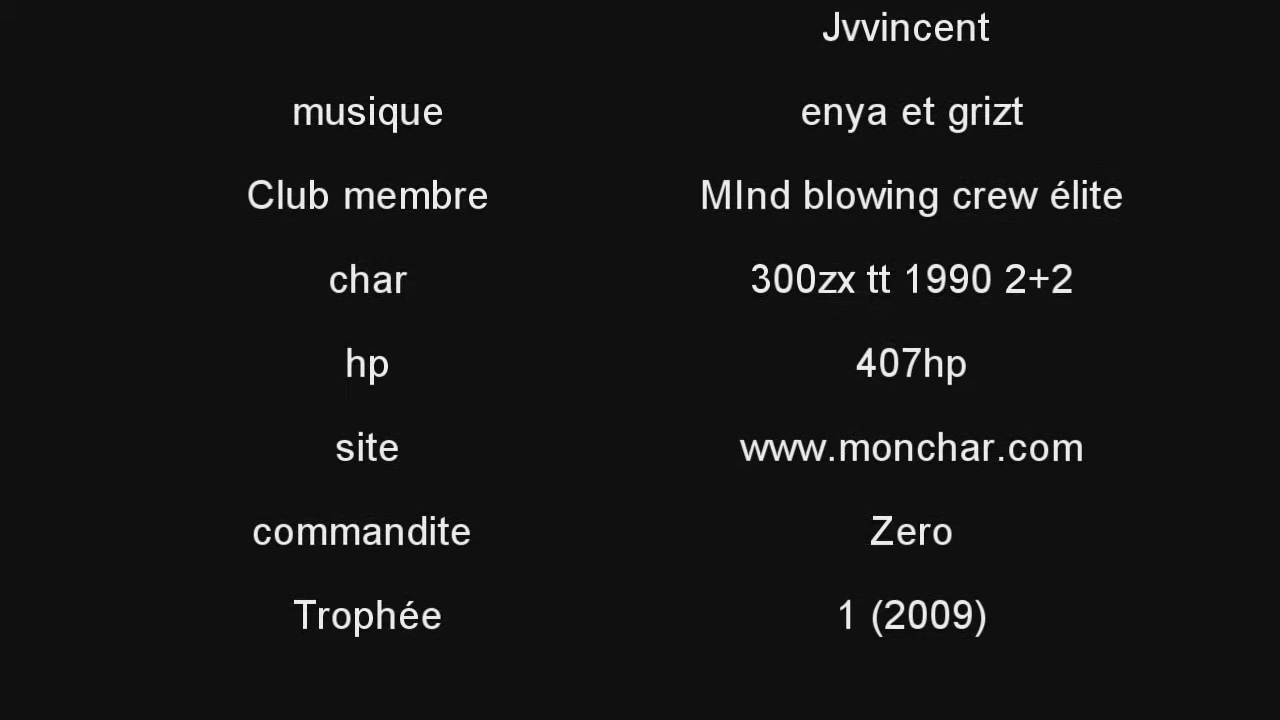 Jvvincent
musique enya et grizt
Club membre MInd blowing crew élite
char 300zx tt 1990 2+2
hp 407hp
site www.monchar.com
commandite Zero
Trophée 1 (2009)